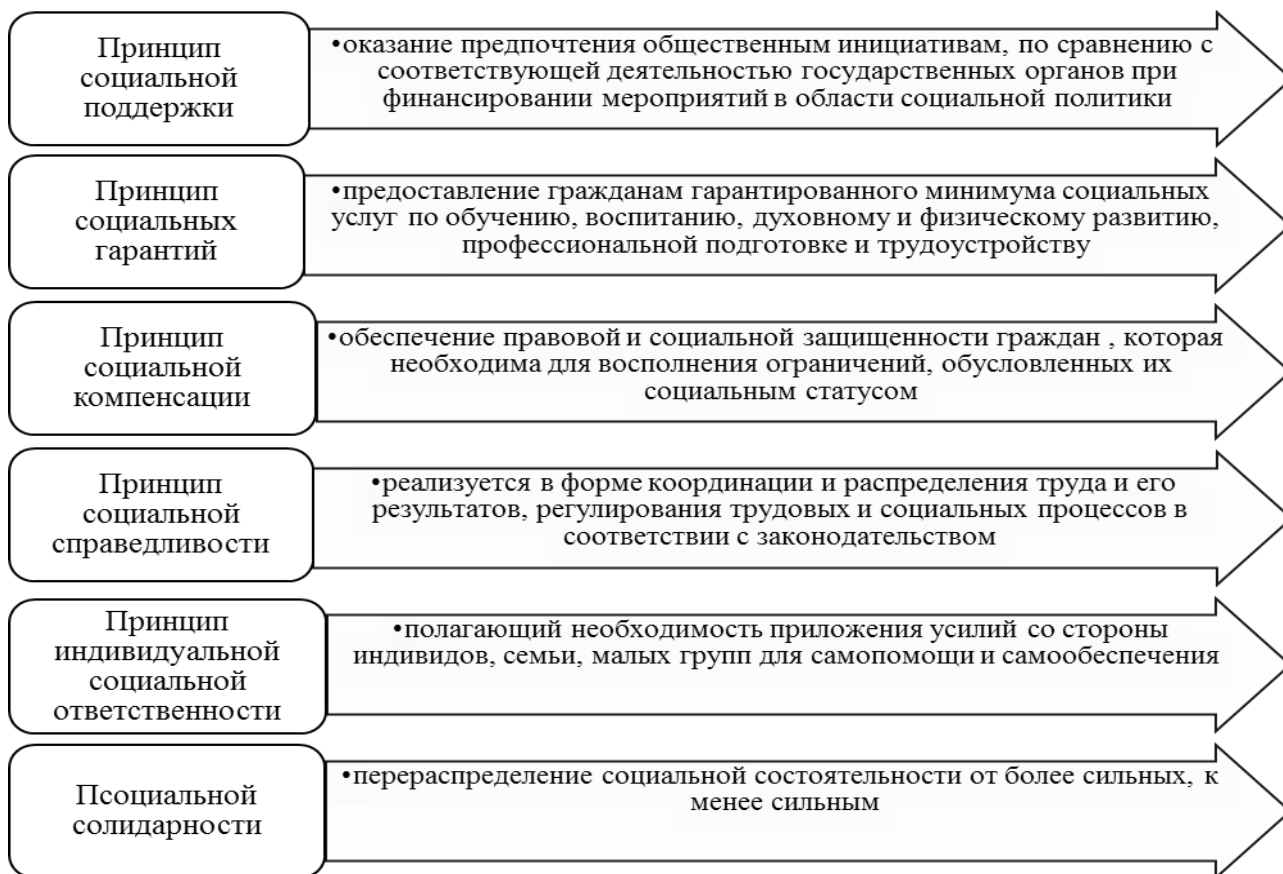 Принцип
социальной
поддержки
•оказание предпочтения общественным инициативам, по сравнению с
соответствующей деятельностью государственных органов при
финансировании мероприятий в области социальной политики
Принцип
социальных
гарантий
•предоставление гражданам гарантированного минимума социальных
услуг по обучению, воспитанию, духовному и физическому развитию,
профессиональной подготовке и трудоустройству
Принцип
социальной
компенсации
•обеспечение правовой и социальной защищенности граждан , которая
необходима для восполнения ограничений, обусловленных их
социальным статусом
Принцип
социальной
справедливости
•реализуется в форме координации и распределения труда и его
результатов, регулирования трудовых и социальных процессов в
соответствии с законодательством
Принцип
индивидуальной
социальной
ответственности
•полагающий необходимость приложения усилий со стороны
индивидов, семьи, малых групп для самопомощи и самообеспечения
Псоциальной
солидарности
•перераспределение социальной состоятельности от более сильных, к
менее сильным